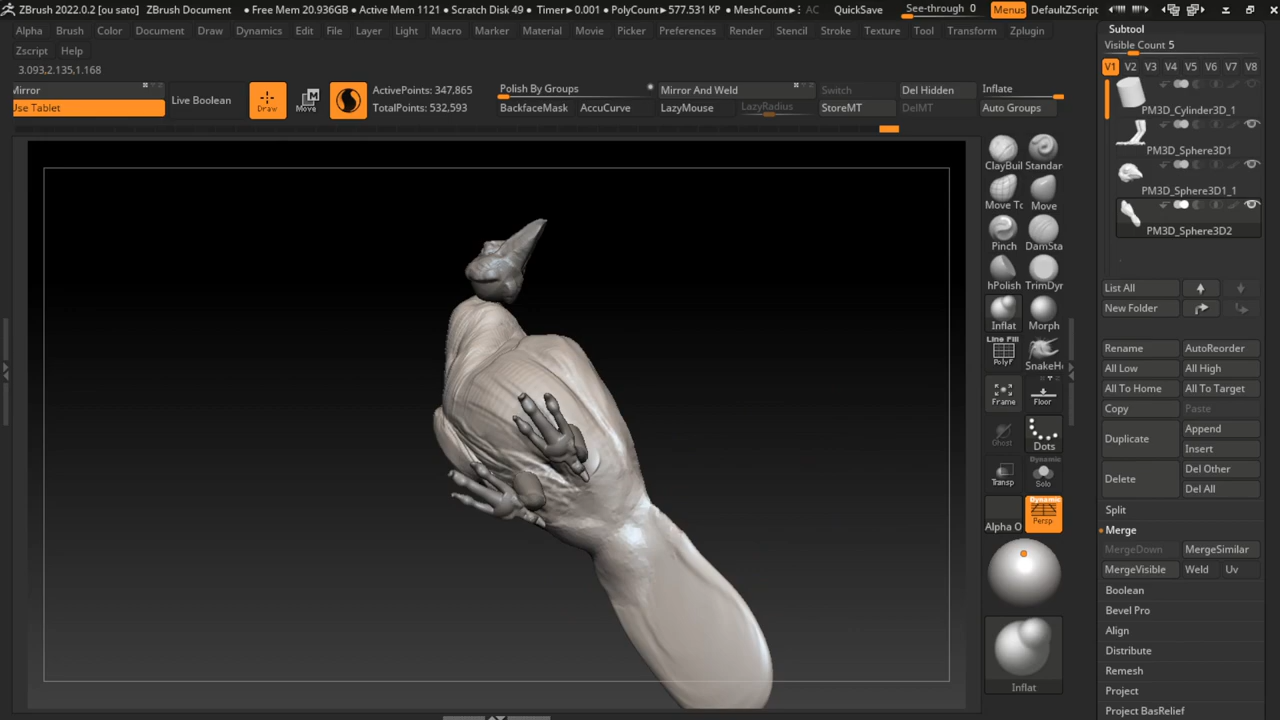 ZBrush 2022.0.2 [ou sato] ZBrush Document • Free Mem 20.936GB • Active Mem 1121 • Scratch Disk 49 • Timer▸0.001 • PolyCount▸577.531 KP • MeshCount▸ AC QuickSave See-through 0 Menus DefaultZScript
Alpha Brush Color Document Draw Dynamics Edit File Layer Light Macro Marker Material Movie Picker Preferences Render Stencil Stroke Texture Tool Transform Zplugin
Zscript Help
3.093,2.135,1.168
Mirror
Use Tablet
Live Boolean
Draw
Move
ActivePoints: 347,865
TotalPoints: 532,593
Polish By Groups
BackfaceMask AccuCurve
Mirror And Weld
LazyMouse LazyRadius
Switch
StoreMT
Del Hidden
DelMT
Inflate
Auto Groups
ClayBuil Standar
Move To Move
Pinch DamSta
hPolish TrimDyr
Inflat Morph
Line Fill
PolyF
SnakeHo
Frame Floor
Ghost Dots
Transp
Dynamic
Solo
Alpha O
Dynamic
Persp
Inflat
Subtool
Visible Count 5
V1 V2 V3 V4 V5 V6 V7 V8
PM3D_Cylinder3D_1
PM3D_Sphere3D1
PM3D_Sphere3D1_1
PM3D_Sphere3D2
List All
New Folder
Rename AutoReorder
All Low All High
All To Home All To Target
Copy Paste
Duplicate
Append
Insert
Delete
Del Other
Del All
Split
Merge
MergeDown MergeSimilar
MergeVisible Weld Uv
Boolean
Bevel Pro
Align
Distribute
Remesh
Project
Project BasRelief